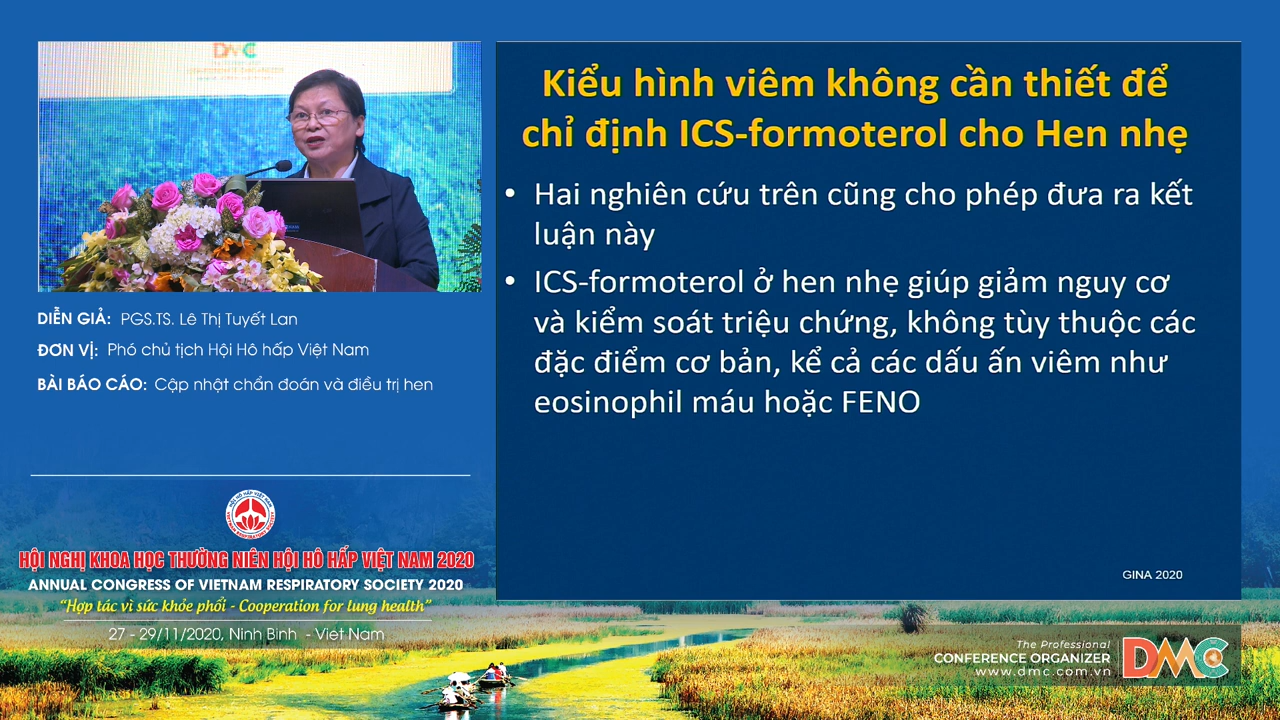 DMC
DIỄN GIẢ: PGS.TS. Lê Thị Tuyết Lan
ĐƠN VỊ: Phó chủ tịch Hội Hô hấp Việt Nam
BÀI BÁO CÁO: Cập nhật chẩn đoán và điều trị hen
HỘI NGHỊ KHOA HỌC THƯỜNG NIÊN HỘI HÔ HẤP VIỆT NAM 2020
ANNUAL CONGRESS OF VIETNAM RESPIRATORY SOCIETY 2020
“Hợp tác vì sức khỏe phổi - Cooperation for lung health”
27 - 29/11/2020, Ninh Bình - Viet Nam
Kiểu hình viêm không cần thiết để
chỉ định ICS-formoterol cho Hen nhẹ
• Hai nghiên cứu trên cũng cho phép đưa ra kết
luận này
• ICS-formoterol ở hen nhẹ giúp giảm nguy cơ
và kiểm soát triệu chứng, không tùy thuộc các
đặc điểm cơ bản, kể cả các dấu ấn viêm như
eosinophil máu hoặc FENO
GINA 2020
The Professional
CONFERENCE ORGANIZER
www.dmc.com.vn
DMC